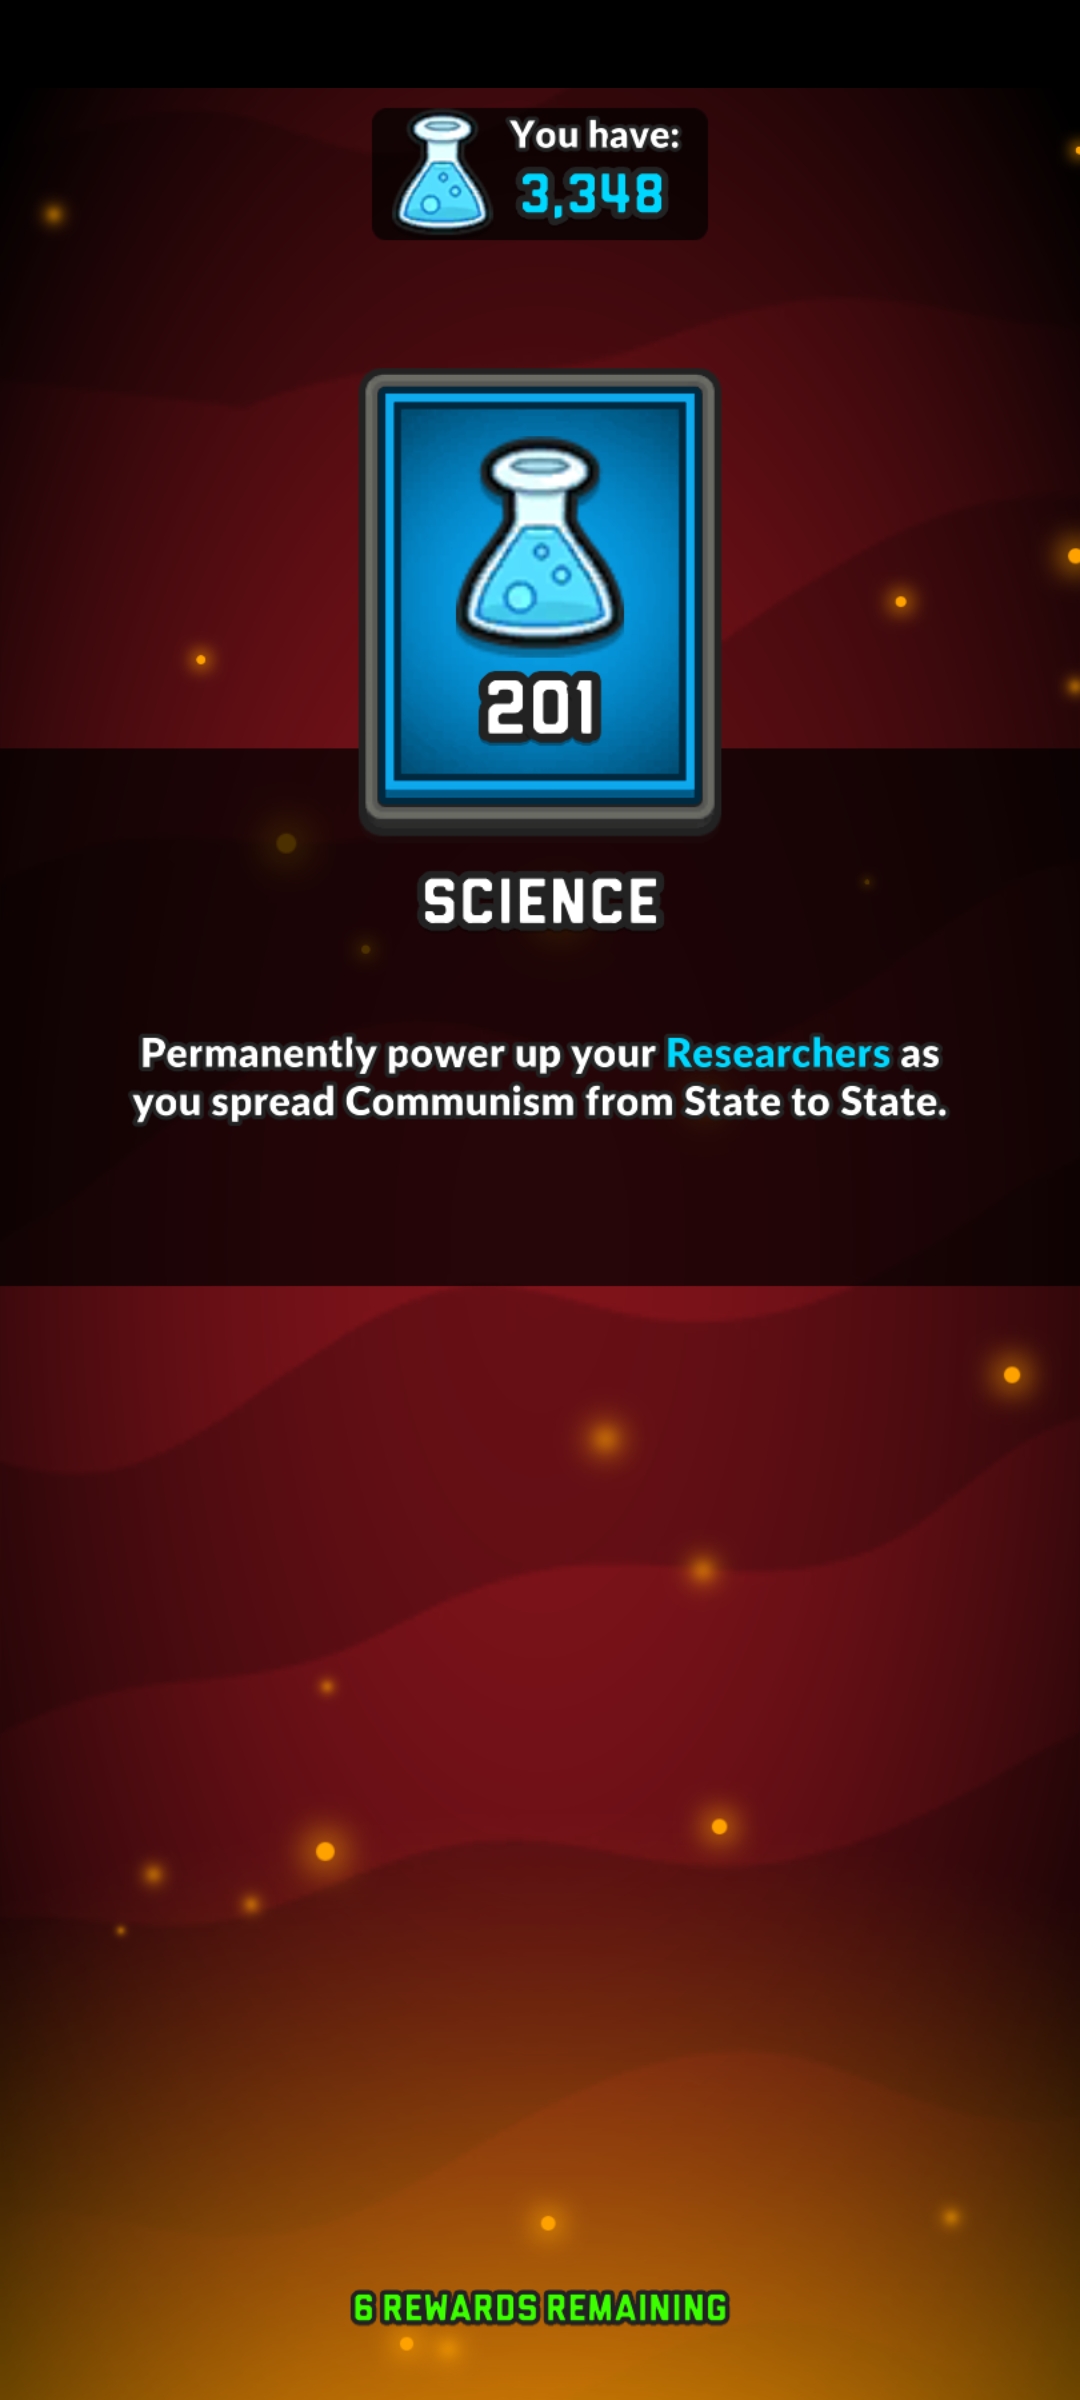 You have:
3,348
201
SCIENCE
Permanently power up your Researchers as
you spread Communism from State to State.
6 REWARDS REMAINING